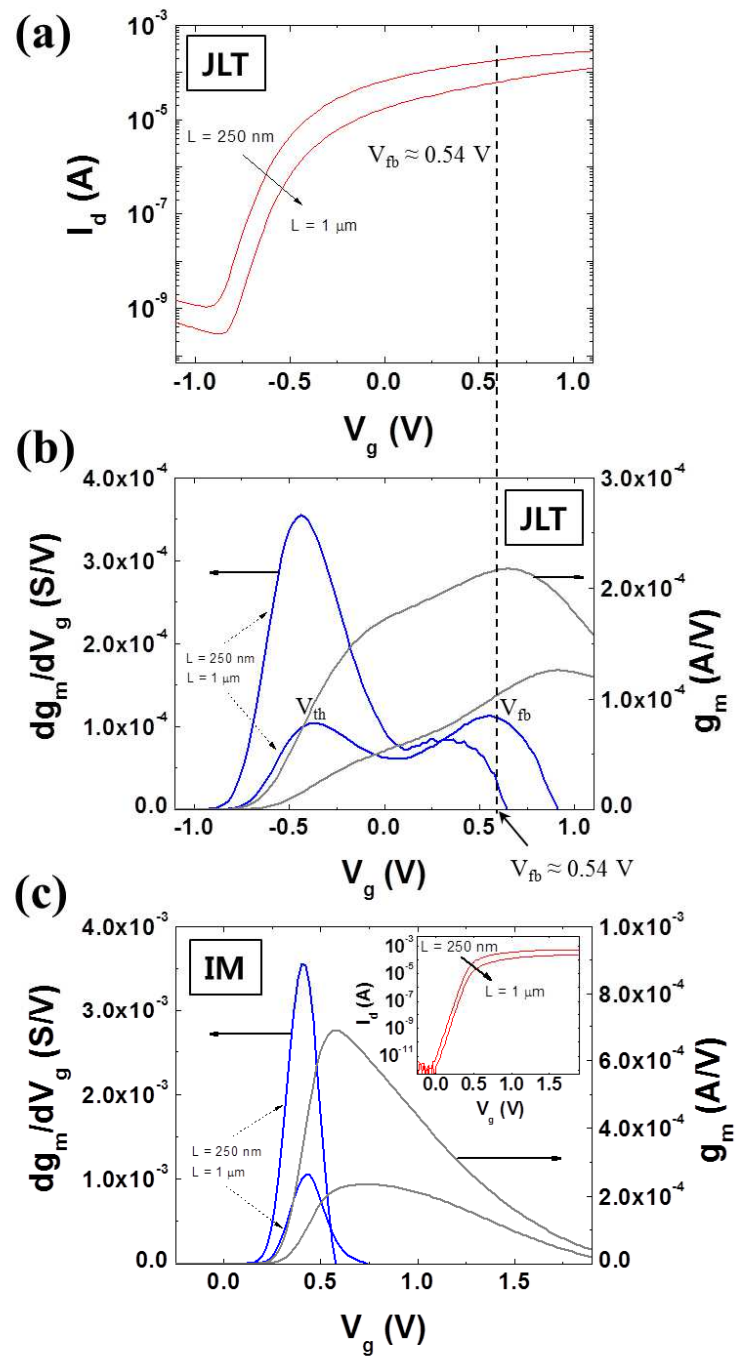 (a)
JLT
10^-3
10^-5
10^-7
10^-9
I_d (A)
L = 250 nm
L = 1 μm
V_fb ≈ 0.54 V
-1.0 -0.5 0.0 0.5 1.0
V_g (V)
(b)
JLT
4.0x10^-4
3.0x10^-4
2.0x10^-4
1.0x10^-4
0.0
dg_m/dV_g (S/V)
L = 250 nm
L = 1 μm
V_th
V_fb
3.0x10^-4
2.0x10^-4
1.0x10^-4
0.0
g_m (A/V)
-1.0 -0.5 0.0 0.5 1.0
V_g (V)
V_fb ≈ 0.54 V
(c)
IM
4.0x10^-3
3.0x10^-3
2.0x10^-3
1.0x10^-3
0.0
dg_m/dV_g (S/V)
L = 250 nm
L = 1 μm
10^-3
10^-5
10^-7
10^-9
10^-11
I_d (A)
L = 250 nm
L = 1 μm
0.0 0.5 1.0 1.5
V_g (V)
1.0x10^-3
8.0x10^-4
6.0x10^-4
4.0x10^-4
2.0x10^-4
0.0
g_m (A/V)
0.0 0.5 1.0 1.5
V_g (V)